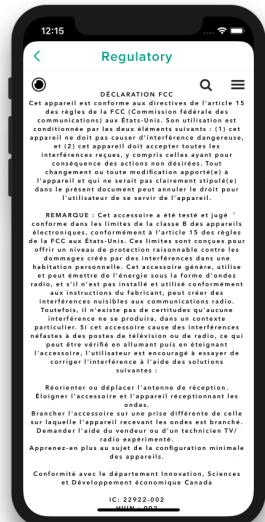 12:15
Regulatory
DÉCLARATION FCC
Cet appareil est conforme aux directives de l'article 15
des règles de la FCC (Commission fédérale des
communications) aux États-Unis. Son utilisation est
conditionnée par les deux éléments suivants : (1) cet
appareil ne doit pas causer d'interférence dangereuse,
et (2) cet appareil doit accepter toutes les
interférences reçues, y compris celles ayant pour
conséquence des actions non désirées. Tout
changement ou toute modification apporté(e) à
l'appareil et qui ne serait pas clairement stipulé(e)
dans le présent document peut annuler le droit pour
l'utilisateur de se servir de l'appareil.
REMARQUE : Cet accessoire a été testé et jugé
conforme dans les limites de la classe B des appareils
électroniques, conformément à l'article 15 des règles
de la FCC aux États-Unis. Ces limites sont conçues pour
offrir un niveau de protection raisonnable contre les
dommages créés par des interférences dans une
habitation personnelle. Cet accessoire génère, utilise
et peut émettre de l'énergie sous la forme d'ondes
radio, et s'il n'est pas installé et utilisé conformément
aux instructions du fabricant, peut créer des
interférences nuisibles aux communications radio.
Toutefois, il n'existe pas de certitudes qu'aucune
interférence ne se produira, dans un contexte
particulier. Si cet accessoire cause des interférences
néfastes à des postes de télévision ou de radio, ce qui
peut être vérifié en allumant puis en éteignant
l'accessoire, l'utilisateur est encouragé à essayer de
corriger l'interférence à l'aide des solutions
suivantes :
Réorienter ou déplacer l'antenne de réception.
Éloigner l'accessoire et l'appareil réceptionnant les
ondes.
Brancher l'accessoire sur une prise différente de celle
sur laquelle l'appareil recevant les ondes est branché.
Demander l'aide du vendeur ou d'un technicien TV/
radio expérimenté.
Apprenez-en plus au sujet de la configuration minimale
des appareils.
Conformité avec le département Innovation, Sciences
et Développement économique Canada
IC: 22922-002
HVIN : 002